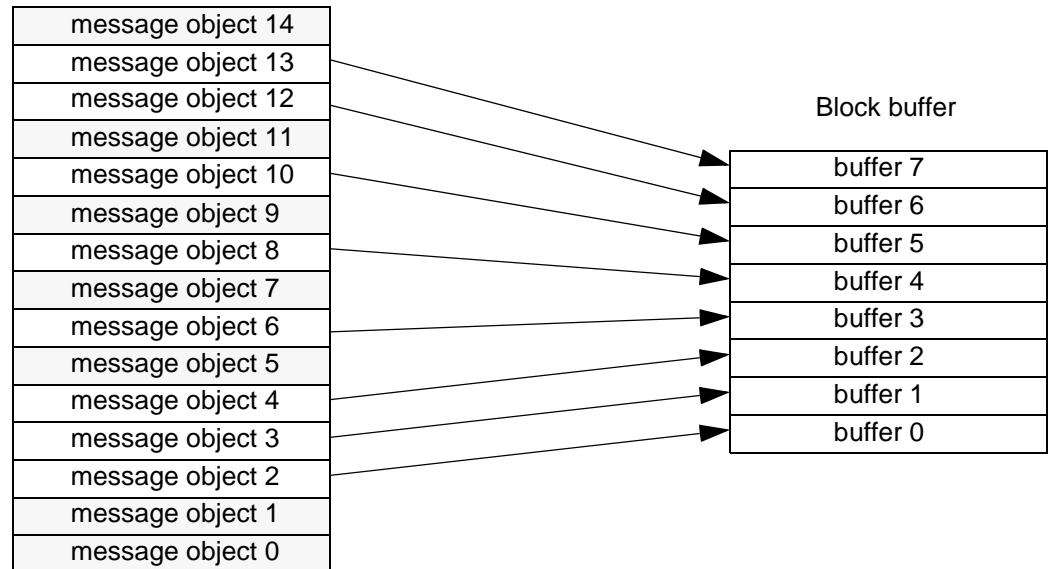 message object 14
message object 13
message object 12
message object 11
message object 10
message object 9
message object 8
message object 7
message object 6
message object 5
message object 4
message object 3
message object 2
message object 1
message object 0
Block buffer
buffer 7
buffer 6
buffer 5
buffer 4
buffer 3
buffer 2
buffer 1
buffer 0